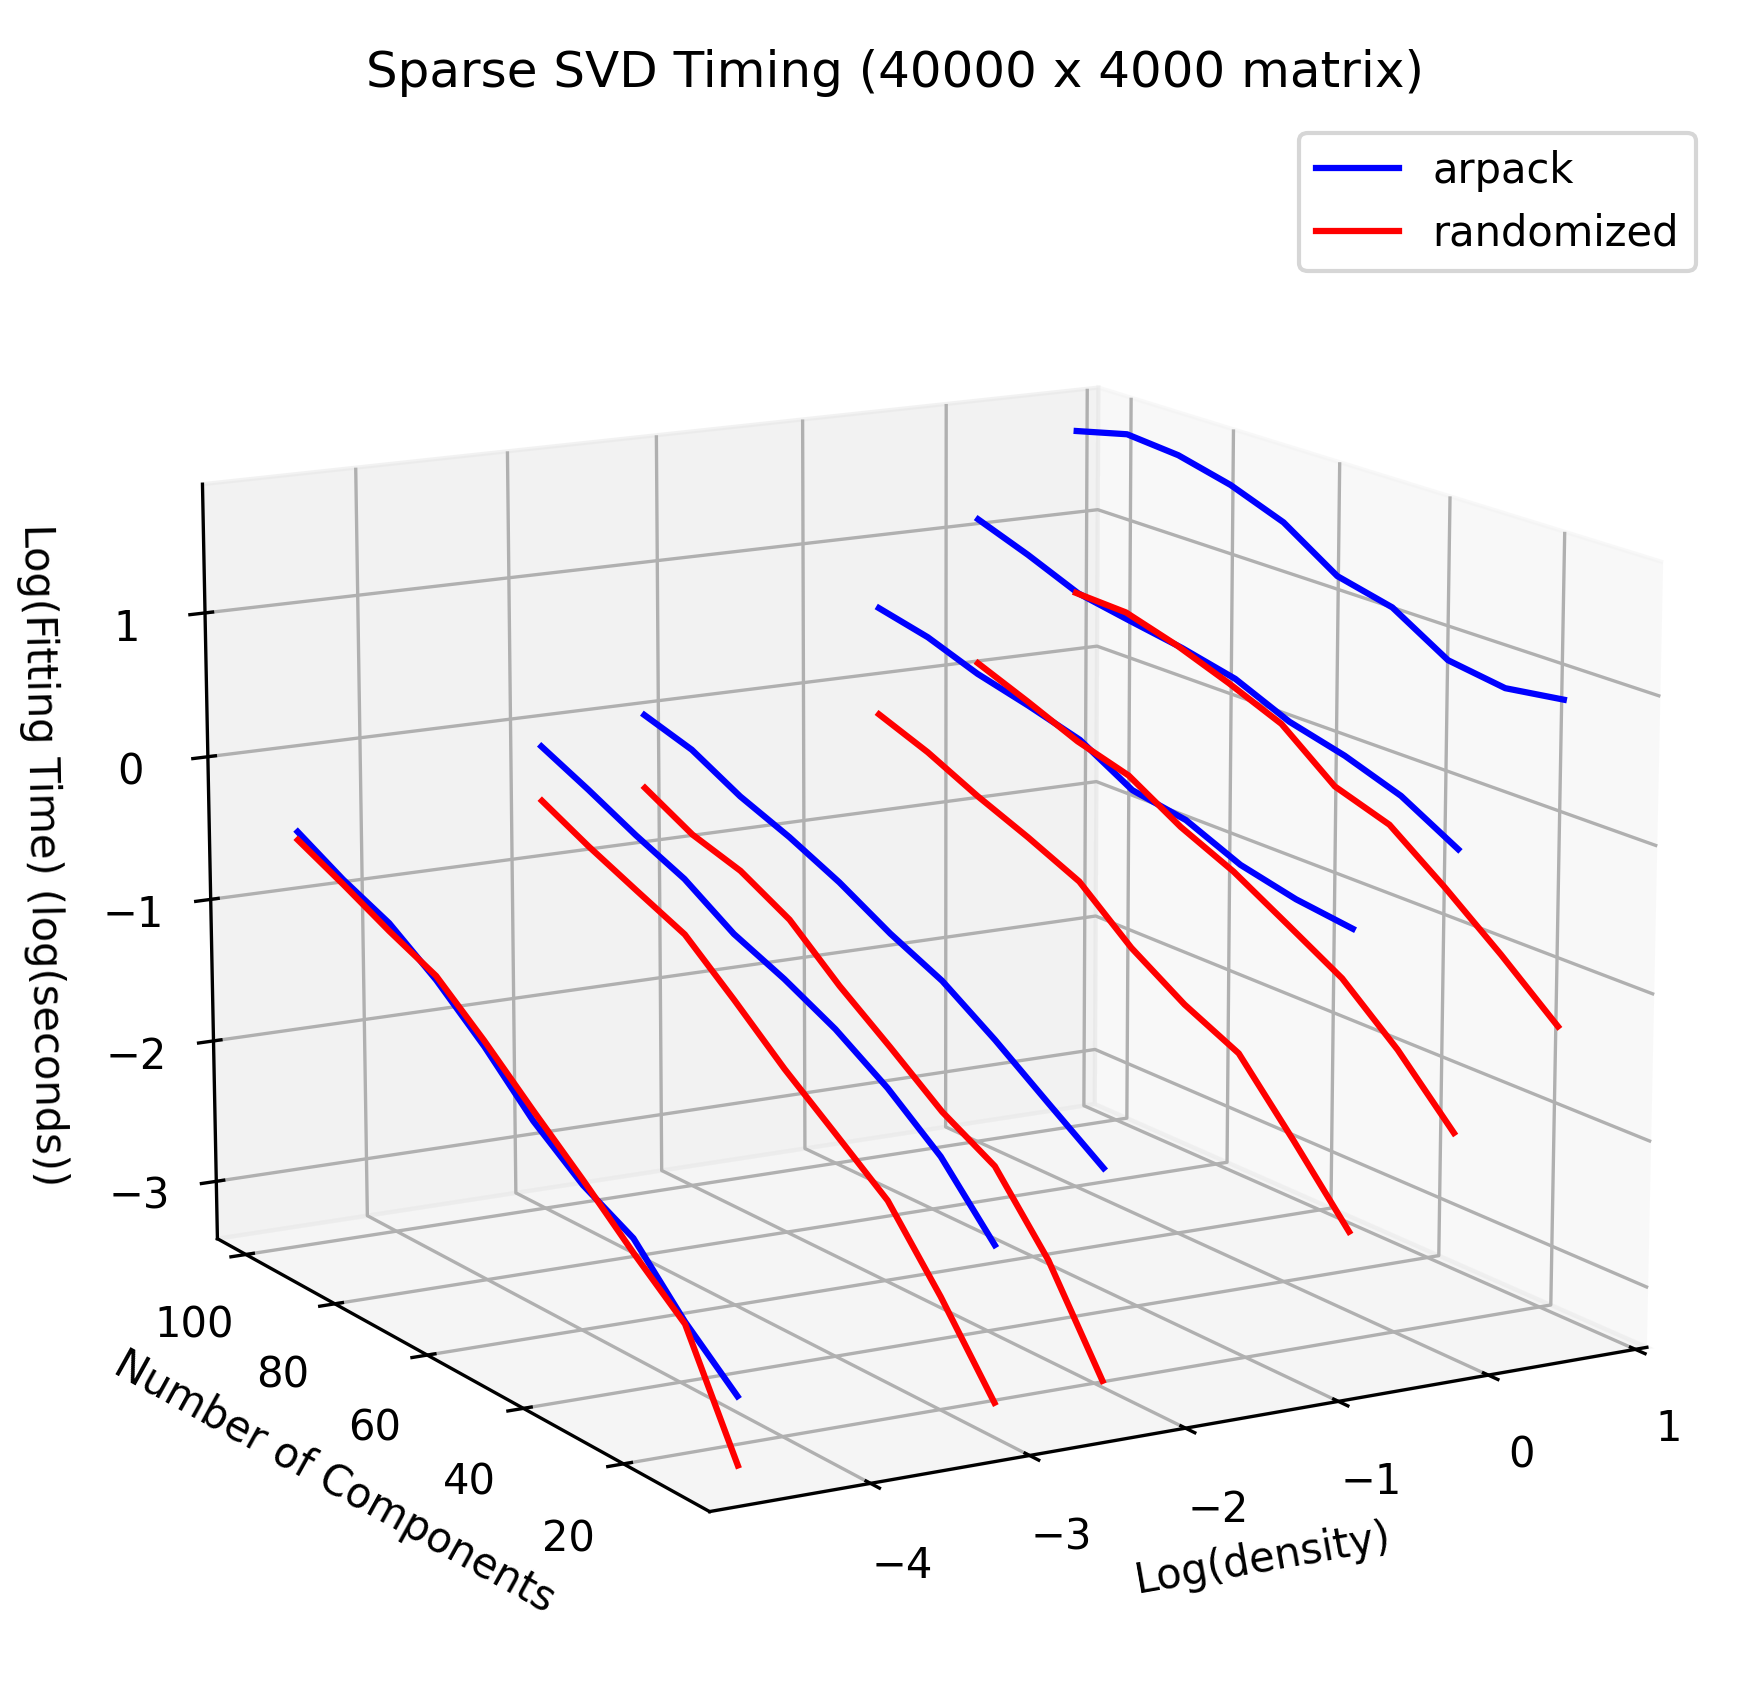 Sparse SVD Timing (40000 x 4000 matrix)
arpack
randomized
Log(Fitting Time) (log(seconds))
1
0
−1
−2
−3
100
80
60
40
20
Number of Components
−4
−3
−2
−1
0
1
Log(density)